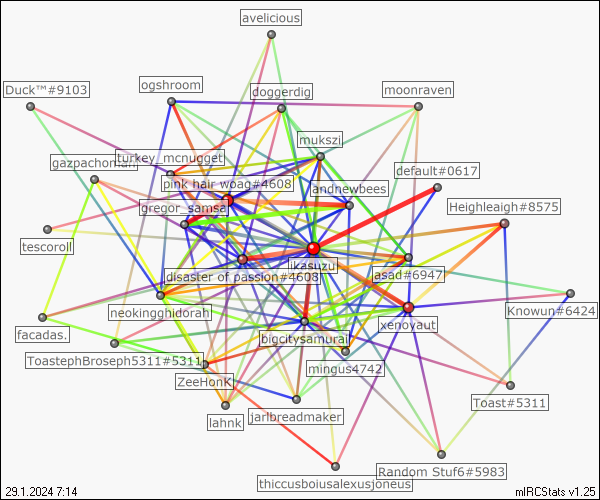 avelicious
Duck™#9103
ogshroom
doggerdig
moonraven
mukszi
gazpachoman
turkey_mcnugget
default#0617
pink hair woag#4608
andnewbees
gregor_samsa
Heighleaigh#8575
tescoroll
ikasuzu
disaster of passion#4608
asad#6947
neokingghidorah
Knowun#6424
facadas.
bigcitysamurai
xenoyaut
ToastephBroseph5311#5311
mingus4742
ZeeHonK
Toast#5311
lahnk
jarlbreadmaker
Random Stuf6#5983
thiccusboiusalexusjoneus
29.1.2024 7:14
mIRCStats v1.25